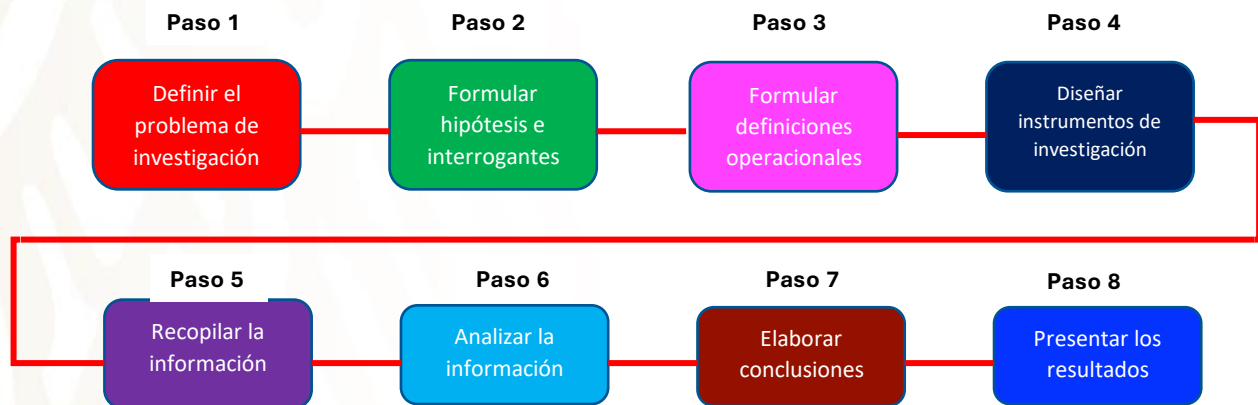 Paso 1
Paso 2
Paso 3
Paso 4
Definir el
problema de
investigación
Formular
hipótesis e
interrogantes
Formular
definiciones
operacionales
Diseñar
instrumentos de
investigación
Paso 5
Paso 6
Paso 7
Paso 8
Recopilar la
información
Analizar la
información
Elaborar
conclusiones
Presentar los
resultados